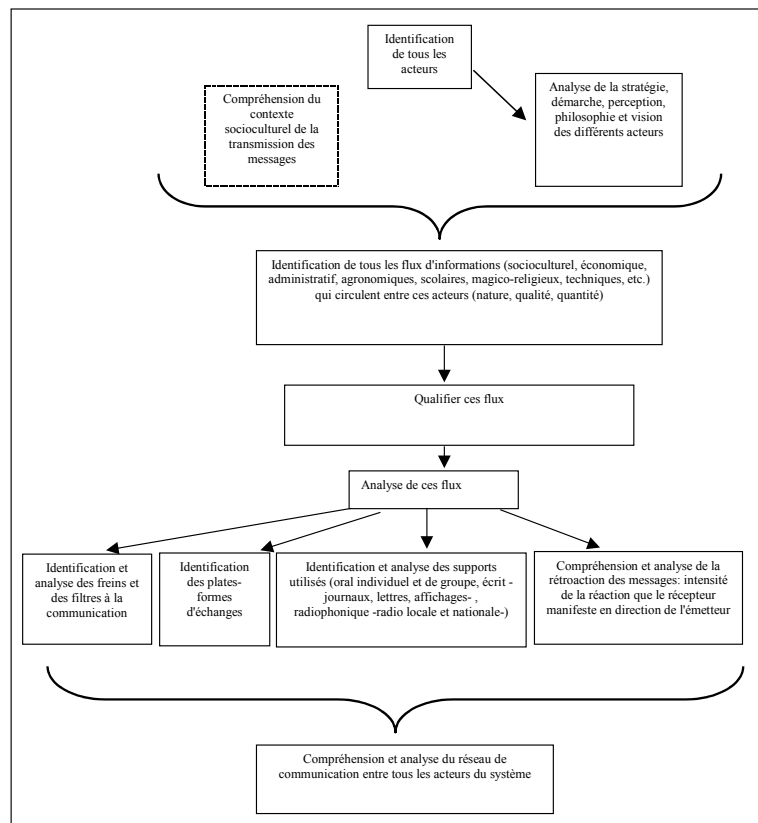 Identification
de tous les
acteurs
Compréhension du
contexte
socioculturel de la
transmission des
messages
Analyse de la stratégie,
démarche, perception,
philosophie et vision
des différents acteurs
Identification de tous les flux d'informations (socioculturel, économique,
administratif, agronomiques, scolaires, magico-religieux, techniques, etc.)
qui circulent entre ces acteurs (nature, qualité, quantité)
Qualifier ces flux
Analyse de ces flux
Identification et
analyse des freins et
des filtres à la
communication
Identification
des plates-
formes
d'échanges
Identification et analyse des supports
utilisés (oral individuel et de groupe, écrit -
journaux, lettres, affichages- ,
radiophonique -radio locale et nationale-)
Compréhension et analyse de la
rétroaction des messages: intensité
de la réaction que le récepteur
manifeste en direction de l'émetteur
Compréhension et analyse du réseau de
communication entre tous les acteurs du système